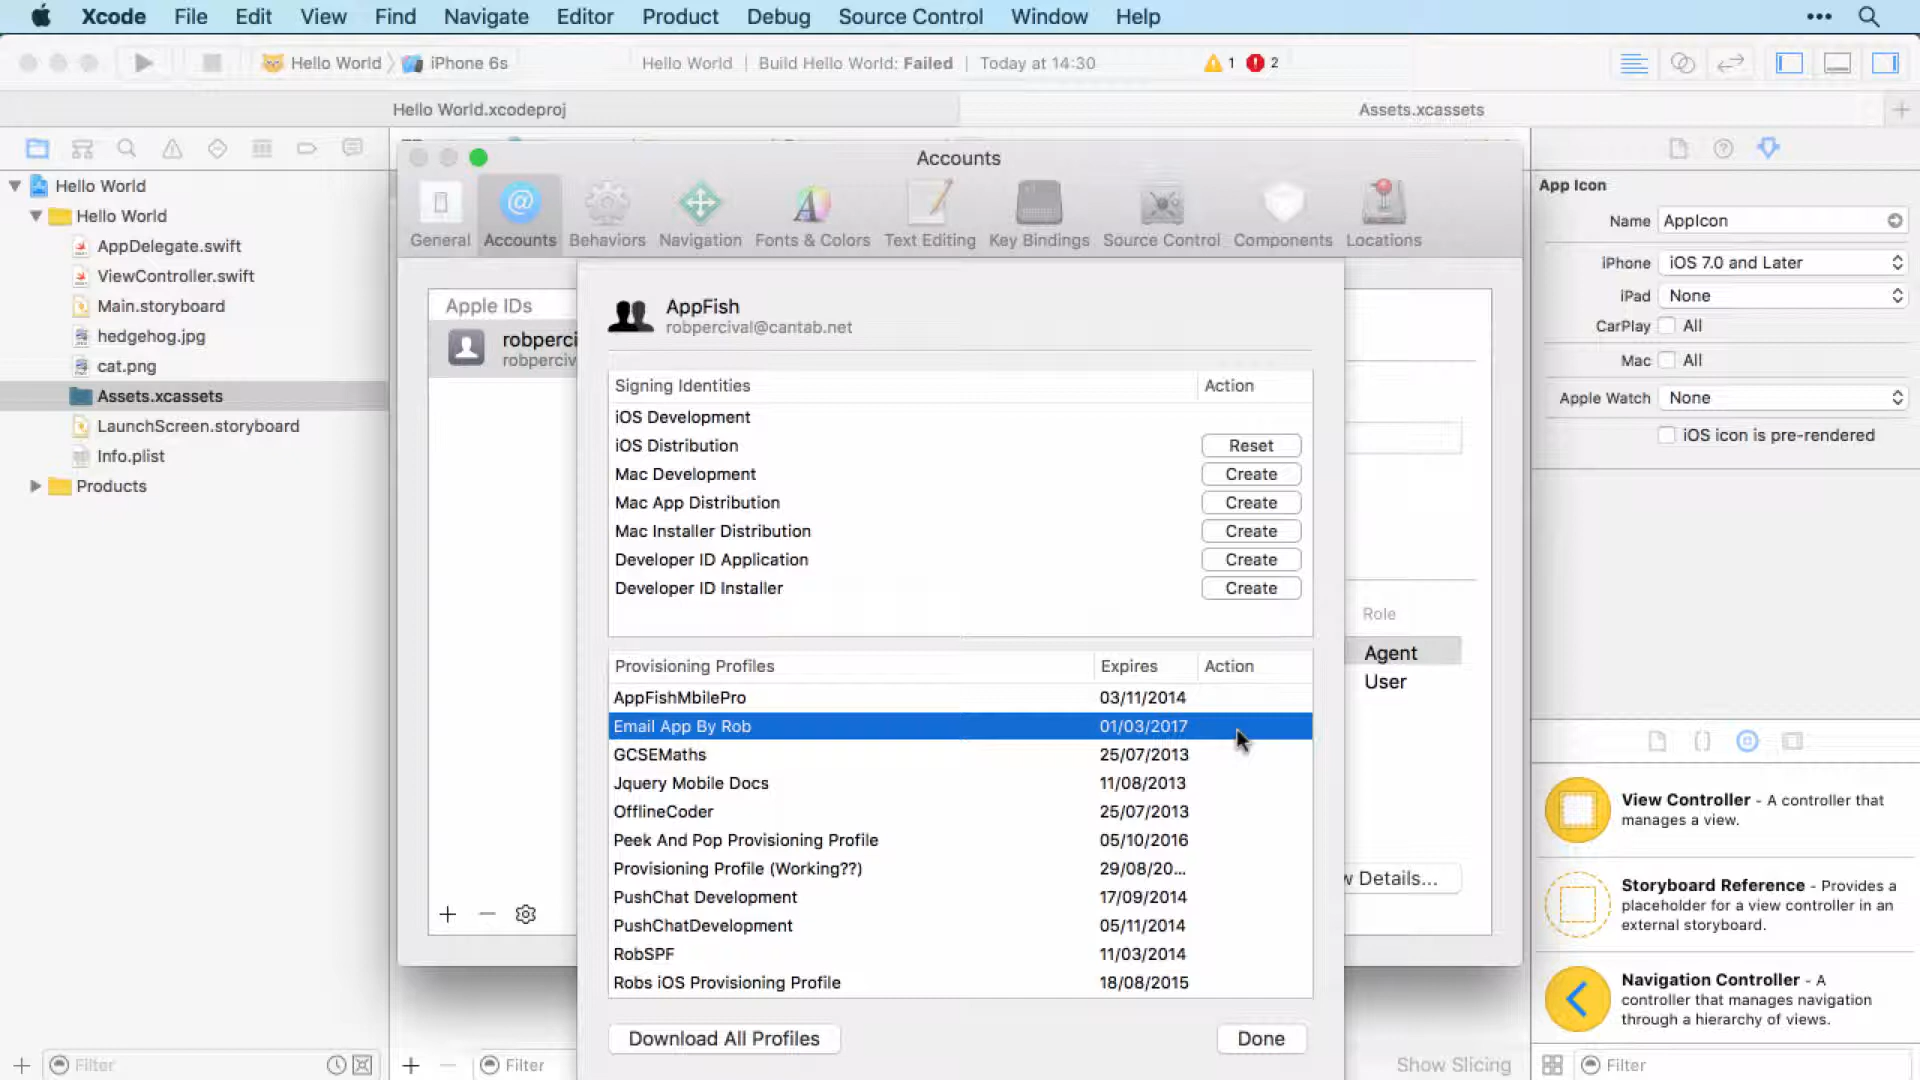 Xcode File Edit View Find Navigate Editor Product Debug Source Control Window Help
Hello World iPhone 6s Hello World | Build Hello World: Failed | Today at 14:30 1 2
Hello World.xcodeproj Assets.xcassets
Hello World
Hello World
AppDelegate.swift
ViewController.swift
Main.storyboard
hedgehog.jpg
cat.png
Assets.xcassets
LaunchScreen.storyboard
Info.plist
Products
Filter
Accounts
General Accounts Behaviors Navigation Fonts & Colors Text Editing Key Bindings Source Control Components Locations
Apple IDs
robperci
robperciv
AppFish
robpercival@cantab.net
Signing Identities Action
iOS Development
iOS Distribution Reset
Mac Development Create
Mac App Distribution Create
Mac Installer Distribution Create
Developer ID Application Create
Developer ID Installer Create
Provisioning Profiles Expires Action
AppFishMbilePro 03/11/2014
Email App By Rob 01/03/2017
GCSEMaths 25/07/2013
Jquery Mobile Docs 11/08/2013
OfflineCoder 25/07/2013
Peek And Pop Provisioning Profile 05/10/2016
Provisioning Profile (Working??) 29/08/20...
PushChat Development 17/09/2014
PushChatDevelopment 05/11/2014
RobSPF 11/03/2014
Robs iOS Provisioning Profile 18/08/2015
Download All Profiles Done
Role
Agent
User
w Details...
Filter
Show Slicing
App Icon
Name AppIcon
iPhone iOS 7.0 and Later
iPad None
CarPlay All
Mac All
Apple Watch None
iOS icon is pre-rendered
View Controller - A controller that
manages a view.
Storyboard Reference - Provides a
placeholder for a view controller in an
external storyboard.
Navigation Controller - A
controller that manages navigation
through a hierarchy of views.
Filter